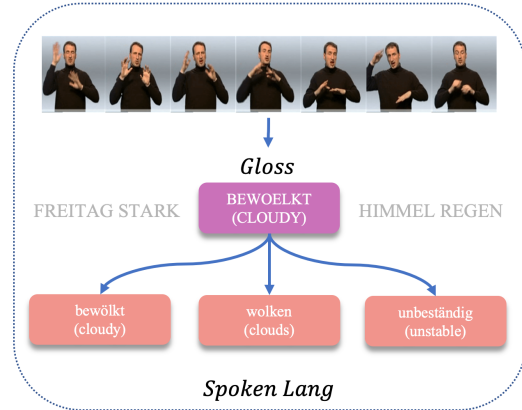 Gloss
FREITAG STARK
BEWOELKT
(CLOUDY)
HIMMEL REGEN
bewölkt
(cloudy)
wolken
(clouds)
unbeständig
(unstable)
Spoken Lang